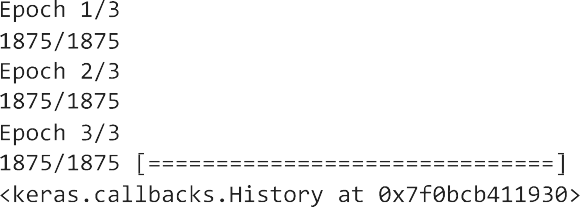 Epoch 1/3
1875/1875
Epoch 2/3
1875/1875
Epoch 3/3
1875/1875 [==============================]
<keras.callbacks.History at 0x7f0bcb411930>